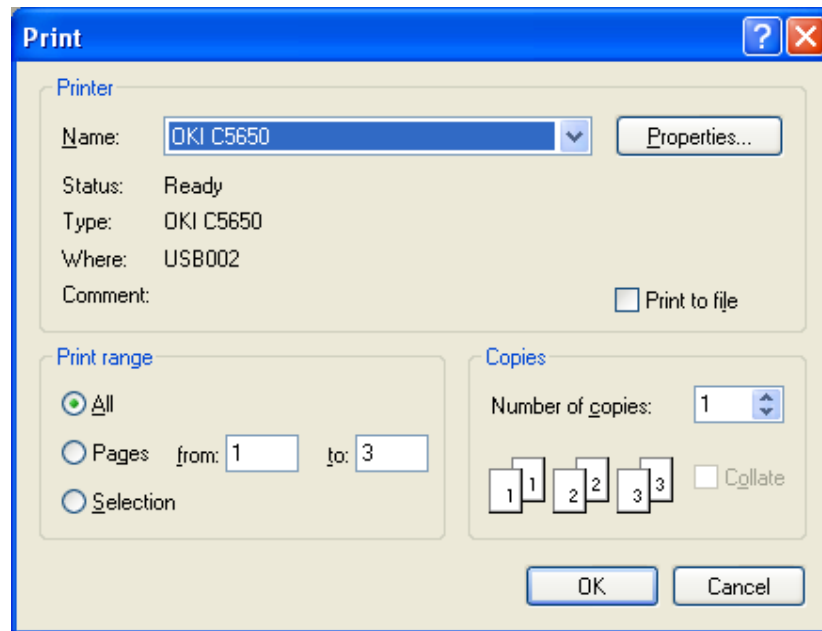 Print
Printer
Name: OKI C5650 Properties...
Status: Ready
Type: OKI C5650
Where: USB002
Comment: Print to file
Print range
All
Pages from: 1 to: 3
Selection
Copies
Number of copies: 1
1 1 2 2 3 3 Collate
OK Cancel